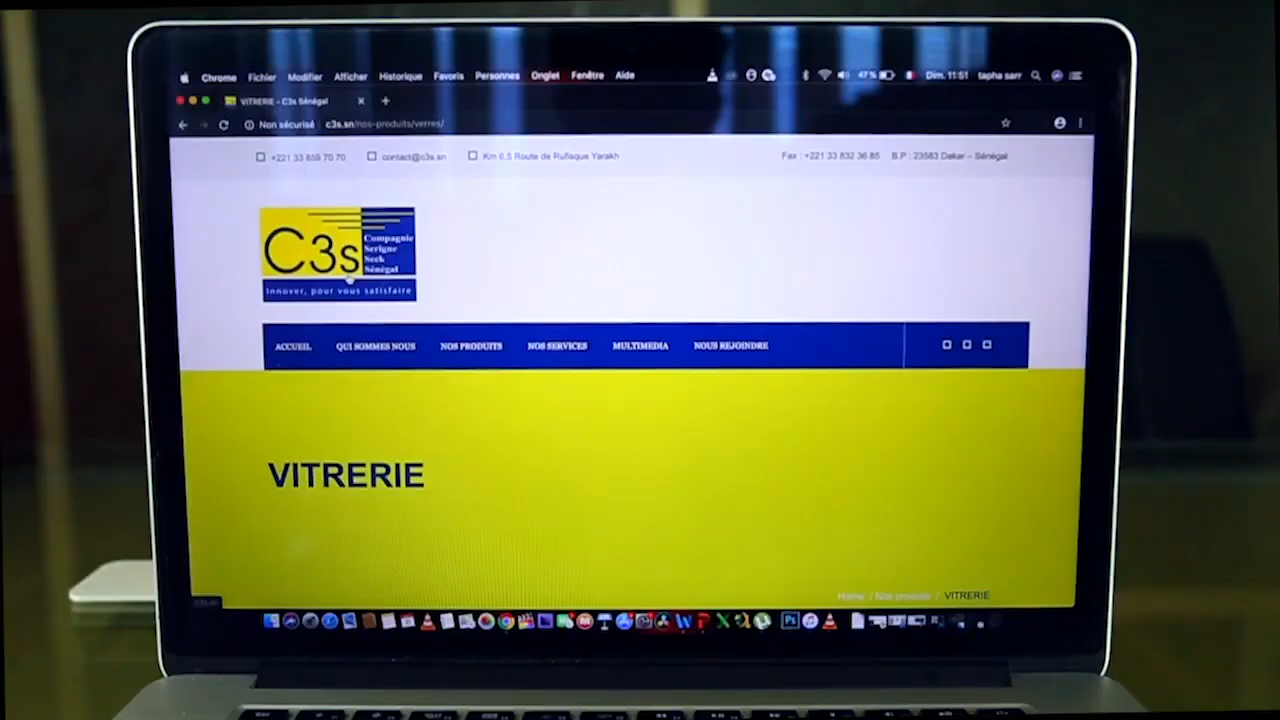 Chrome Fichier Modifier Afficher Historique Favoris Personnes Onglet Fenêtre Aide 47 % Dim. 11:51 tapha sarr
VITRERIE - C3s Sénégal
Non sécurisé c3s.sn/nos-produits/verres/
+221 33 859 70 70 contact@c3s.sn Km 6,5 Route de Rufisque Yarakh Fax : +221 33 832 36 85 B.P : 23583 Dakar – Sénégal
C3s
Compagnie
Serigne
Seck
Sénégal
Innover, pour vous satisfaire
ACCUEIL QUI SOMMES NOUS NOS PRODUITS NOS SERVICES MULTIMEDIA NOUS REJOINDRE
VITRERIE
Home / Nos produits / VITRERIE
Ps